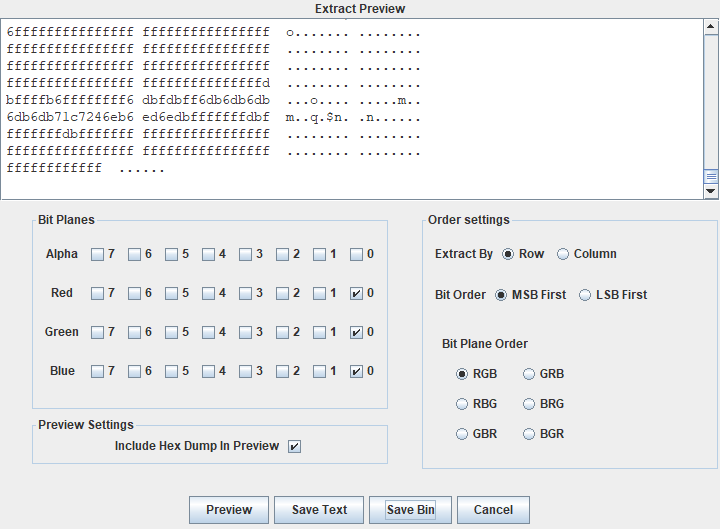 Extract Preview
6fffffffffffffff ffffffffffffffff o....... ........
ffffffffffffffff ffffffffffffffff ........ ........
ffffffffffffffff ffffffffffffffff ........ ........
ffffffffffffffff fffffffffffffffd ........ ........
bffffb6ffffffff6 dbfdbff6db6db6db ...o.... .....m..
6db6db71c7246eb6 ed6edbfffffffdbf m..q.$n. .n......
fffffffdbfffffff ffffffffffffffff ........ ........
ffffffffffffffff ffffffffffffffff ........ ........
ffffffffffff ......
Bit Planes
Alpha 7 6 5 4 3 2 1 0
Red 7 6 5 4 3 2 1 0
Green 7 6 5 4 3 2 1 0
Blue 7 6 5 4 3 2 1 0
Preview Settings
Include Hex Dump In Preview
Order settings
Extract By Row Column
Bit Order MSB First LSB First
Bit Plane Order
RGB GRB
RBG BRG
GBR BGR
Preview Save Text Save Bin Cancel